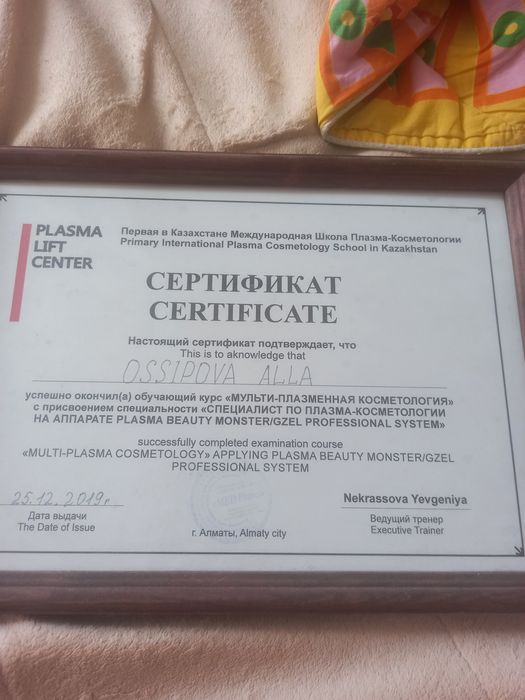 PLASMA
LIFT
CENTER
Первая в Казахстане Международная Школа Плазма-Косметологии
Primary International Plasma Cosmetology School in Kazakhstan
СЕРТИФИКАТ
CERTIFICATE
Настоящий сертификат подтверждает, что
This is to aknowledge that
OSSIPOVA ALLA
успешно окончил(а) обучающий курс «МУЛЬТИ-ПЛАЗМЕННАЯ КОСМЕТОЛОГИЯ»
с присвоением специальности «СПЕЦИАЛИСТ ПО ПЛАЗМА-КОСМЕТОЛОГИИ
НА АППАРАТЕ PLASMA BEAUTY MONSTER/GZEL PROFESSIONAL SYSTEM»
successfully completed examination course
«MULTI-PLASMA COSMETOLOGY» APPLYING PLASMA BEAUTY MONSTER/GZEL
PROFESSIONAL SYSTEM
25.12.2019г
Дата выдачи
The Date of Issue
г. Алматы, Almaty city
Nekrassova Yevgeniya
Ведущий тренер
Executive Trainer